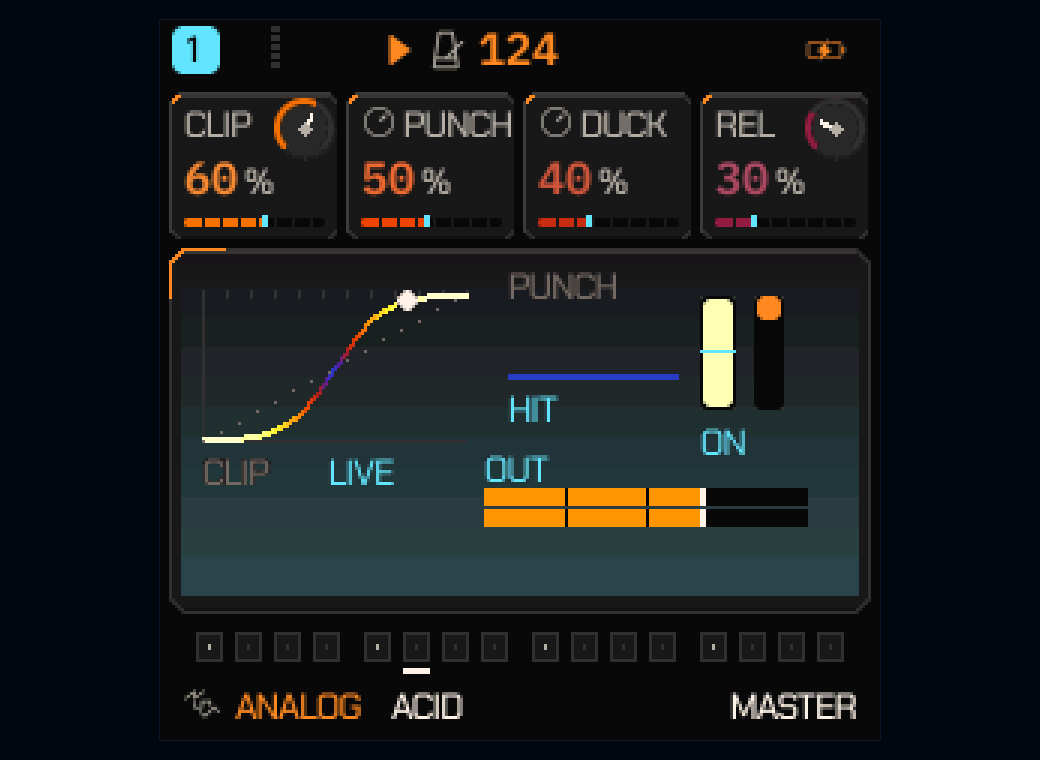 1 124
CLIP PUNCH DUCK REL
60% 50% 40% 30%
PUNCH
HIT
ON
CLIP LIVE OUT
ANALOG ACID MASTER